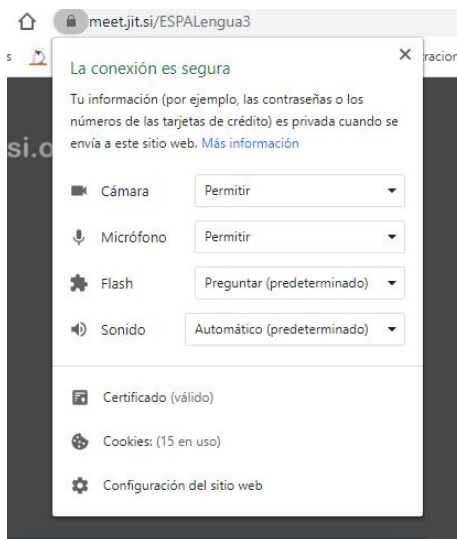 meet.jit.si/ESPALengua3
s
La conexión es segura
Tu información (por ejemplo, las contraseñas o los
números de las tarjetas de crédito) es privada cuando se
envía a este sitio web. Más información
si.o
Cámara Permitir
Micrófono Permitir
Flash Preguntar (predeterminado)
Sonido Automático (predeterminado)
Certificado (válido)
Cookies: (15 en uso)
Configuración del sitio web